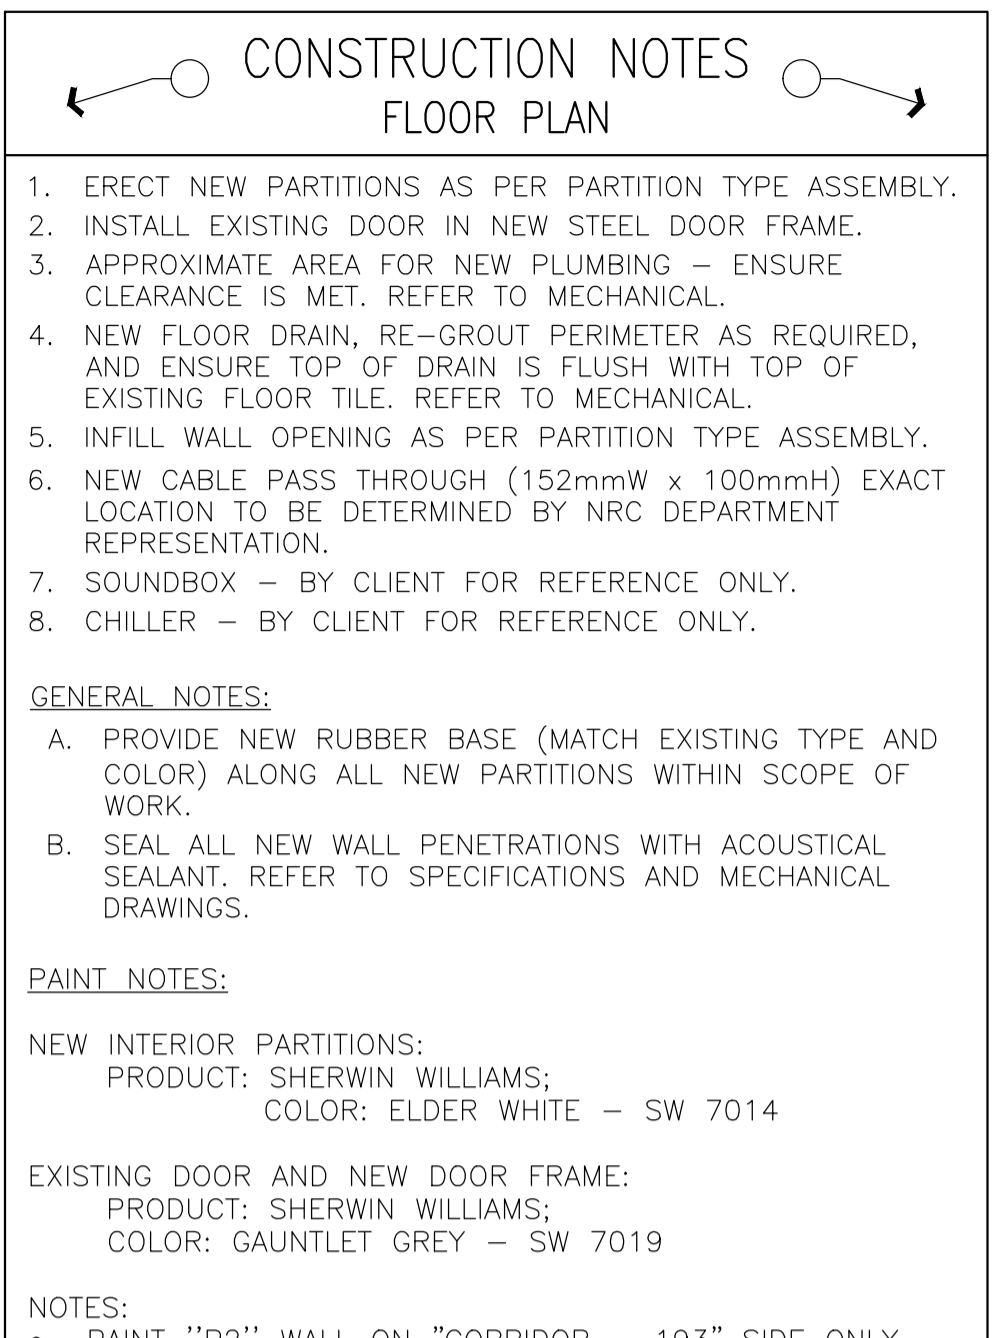 CONSTRUCTION NOTES
FLOOR PLAN
1. ERECT NEW PARTITIONS AS PER PARTITION TYPE ASSEMBLY.
2. INSTALL EXISTING DOOR IN NEW STEEL DOOR FRAME.
3. APPROXIMATE AREA FOR NEW PLUMBING – ENSURE
CLEARANCE IS MET. REFER TO MECHANICAL.
4. NEW FLOOR DRAIN, RE–GROUT PERIMETER AS REQUIRED,
AND ENSURE TOP OF DRAIN IS FLUSH WITH TOP OF
EXISTING FLOOR TILE. REFER TO MECHANICAL.
5. INFILL WALL OPENING AS PER PARTITION TYPE ASSEMBLY.
6. NEW CABLE PASS THROUGH (152mmW x 100mmH) EXACT
LOCATION TO BE DETERMINED BY NRC DEPARTMENT
REPRESENTATION.
7. SOUNDBOX – BY CLIENT FOR REFERENCE ONLY.
8. CHILLER – BY CLIENT FOR REFERENCE ONLY.
GENERAL NOTES:
A. PROVIDE NEW RUBBER BASE (MATCH EXISTING TYPE AND
COLOR) ALONG ALL NEW PARTITIONS WITHIN SCOPE OF
WORK.
B. SEAL ALL NEW WALL PENETRATIONS WITH ACOUSTICAL
SEALANT. REFER TO SPECIFICATIONS AND MECHANICAL
DRAWINGS.
PAINT NOTES:
NEW INTERIOR PARTITIONS:
PRODUCT: SHERWIN WILLIAMS;
COLOR: ELDER WHITE – SW 7014
EXISTING DOOR AND NEW DOOR FRAME:
PRODUCT: SHERWIN WILLIAMS;
COLOR: GAUNTLET GREY – SW 7019
NOTES:
PAINT WALL ON "CORRIDOR SIDE ONLY